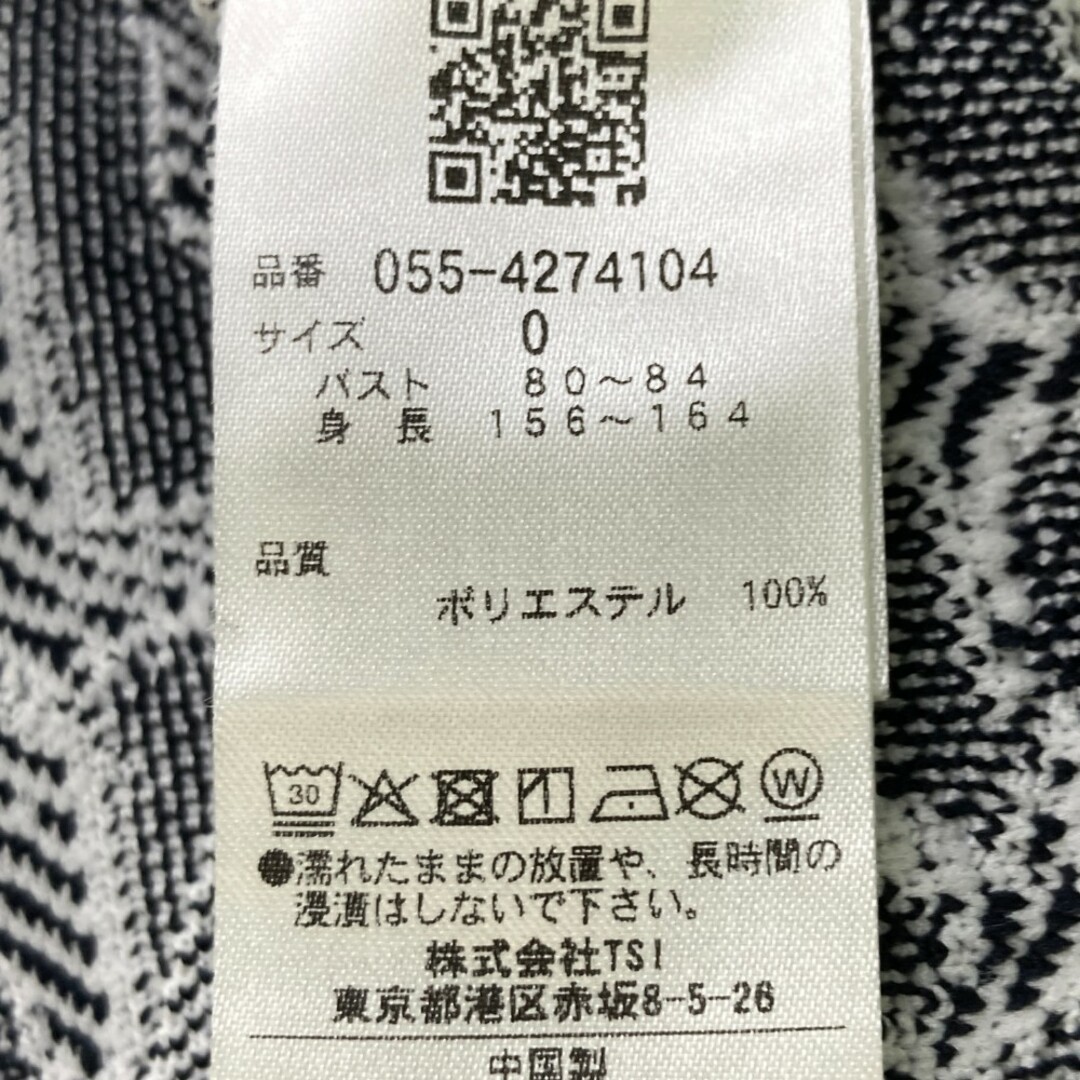 品番 055-4274104
サイズ 0
バスト 80～84
身長 156～164
品質
ポリエステル 100%
30 W
●濡れたままの放置や、長時間の
浸漬はしないで下さい。
株式会社TSI
東京都港区赤坂8-5-26
中国製